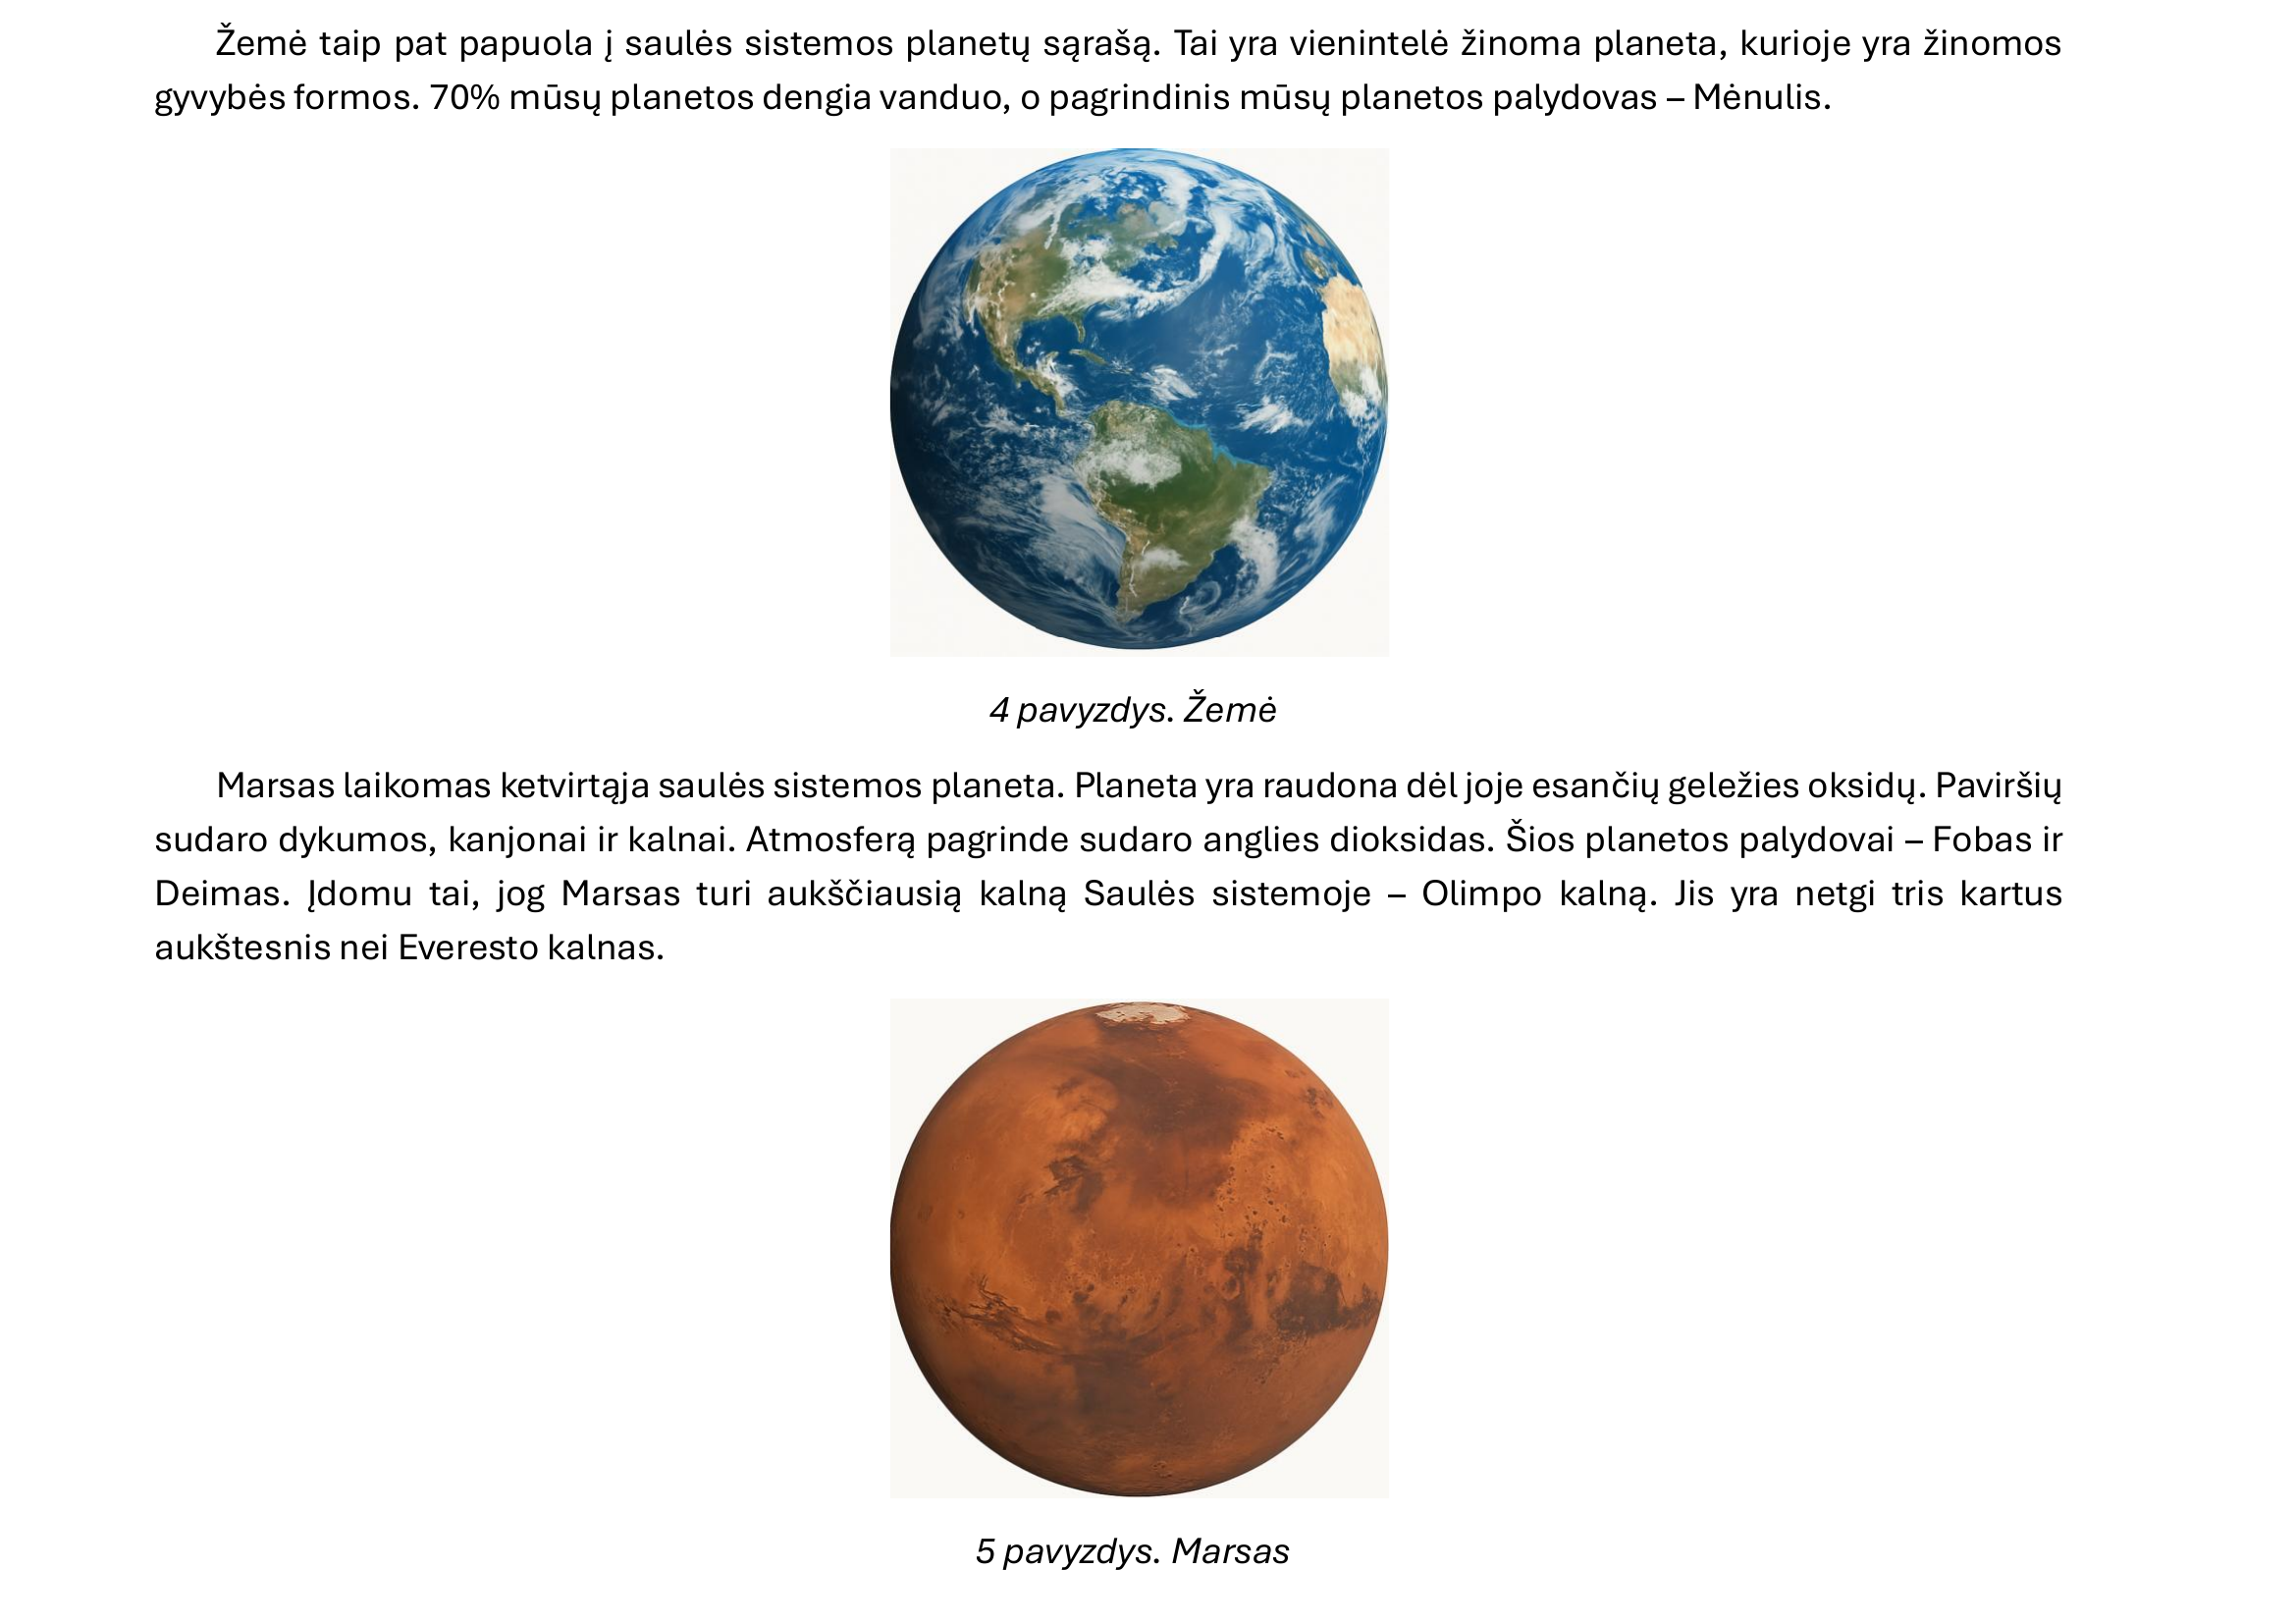 Žemė taip pat papuola į saulės sistemos planetų sąrašą. Tai yra vienintelė žinoma planeta, kurioje yra žinomos
gyvybės formos. 70% mūsų planetos dengia vanduo, o pagrindinis mūsų planetos palydovas – Mėnulis.
4 pavyzdys. Žemė
Marsas laikomas ketvirtąja saulės sistemos planeta. Planeta yra raudona dėl joje esančių geležies oksidų. Paviršių
sudaro dykumos, kanjonai ir kalnai. Atmosferą pagrinde sudaro anglies dioksidas. Šios planetos palydovai – Fobas ir
Deimas. Įdomu tai, jog Marsas turi aukščiausią kalną Saulės sistemoje – Olimpo kalną. Jis yra netgi tris kartus
aukštesnis nei Everesto kalnas.
5 pavyzdys. Marsas